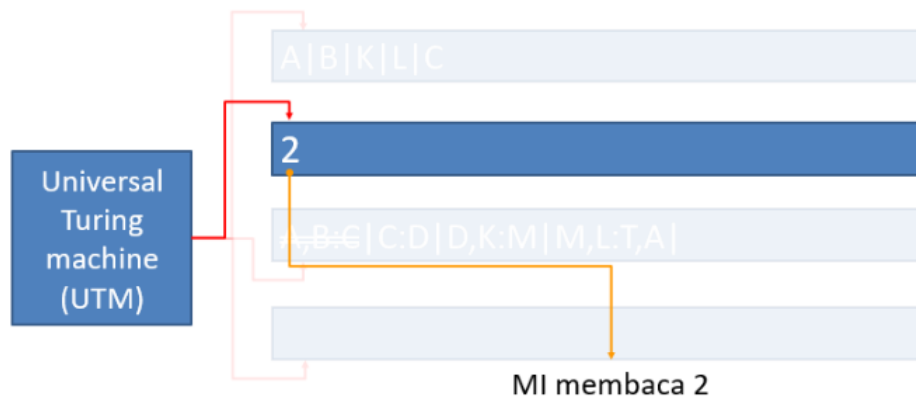 A|B|K|L|C
2
Universal
Turing
machine
(UTM)
A,B:C|C:D|D,K:M|M,L:T,A|
MI membaca 2